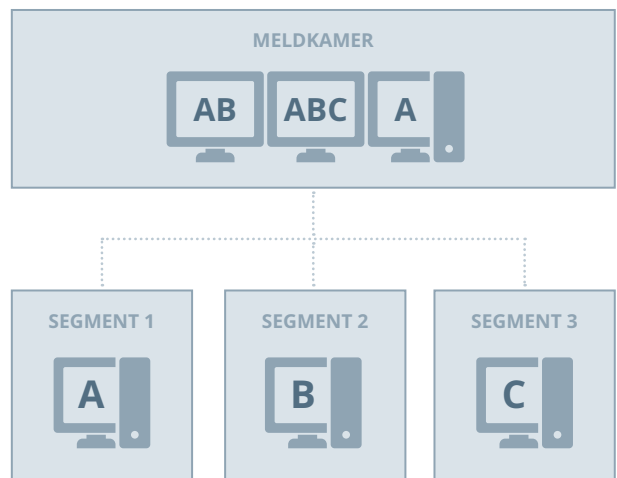 MELDKAMER
AB ABC A
SEGMENT 1 SEGMENT 2 SEGMENT 3
A B C